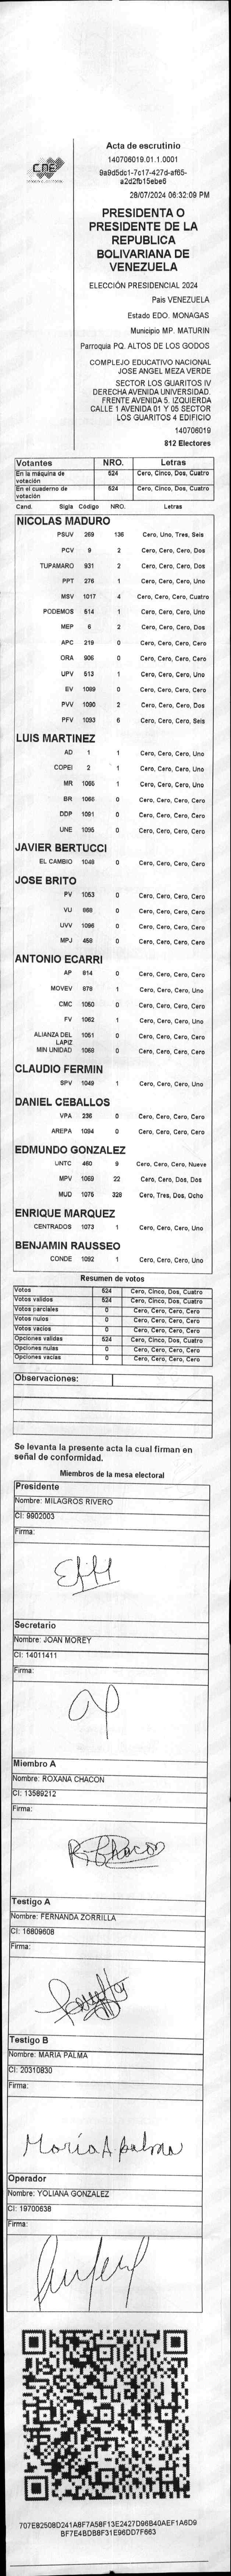 CNE
Acta de escrutinio
140706019.01.1.0001
9a9d5dc1-7c17-427d-af65-
a2d2fb15ebe6
28/07/2024 06:32:09 PM
PRESIDENTA O
PRESIDENTE DE LA
REPUBLICA
BOLIVARIANA DE
VENEZUELA
ELECCIÓN PRESIDENCIAL 2024
Pais VENEZUELA
Estado EDO. MONAGAS
Municipio MP. MATURIN
Parroquia PQ. ALTOS DE LOS GODOS
COMPLEJO EDUCATIVO NACIONAL
JOSE ANGEL MEZA VERDE
SECTOR LOS GUARITOS IV
DERECHA AVENIDA UNIVERSIDAD.
FRENTE AVENIDA 5. IZQUIERDA
CALLE 1 AVENIDA 01 Y 05 SECTOR
LOS GUARITOS 4 EDIFICIO
140706019
812 Electores
Votantes NRO. Letras
En la máquina de votación 524 Cero, Cinco, Dos, Cuatro
En el cuaderno de votación 524 Cero, Cinco, Dos, Cuatro
Cand. Sigla Código NRO. Letras
NICOLAS MADURO
PSUV 269 136 Cero, Uno, Tres, Seis
PCV 9 2 Cero, Cero, Cero, Dos
TUPAMARO 931 2 Cero, Cero, Cero, Dos
PPT 276 1 Cero, Cero, Cero, Uno
MSV 1017 4 Cero, Cero, Cero, Cuatro
PODEMOS 514 1 Cero, Cero, Cero, Uno
MEP 6 2 Cero, Cero, Cero, Dos
APC 219 0 Cero, Cero, Cero, Cero
ORA 906 0 Cero, Cero, Cero, Cero
UPV 513 1 Cero, Cero, Cero, Uno
EV 1089 0 Cero, Cero, Cero, Cero
PVV 1090 2 Cero, Cero, Cero, Dos
PFV 1093 6 Cero, Cero, Cero, Seis
LUIS MARTINEZ
AD 1 1 Cero, Cero, Cero, Uno
COPEI 2 1 Cero, Cero, Cero, Uno
MR 1065 1 Cero, Cero, Cero, Uno
BR 1066 0 Cero, Cero, Cero, Cero
DDP 1091 0 Cero, Cero, Cero, Cero
UNE 1095 0 Cero, Cero, Cero, Cero
JAVIER BERTUCCI
EL CAMBIO 1048 0 Cero, Cero, Cero, Cero
JOSE BRITO
PV 1053 0 Cero, Cero, Cero, Cero
VU 868 0 Cero, Cero, Cero, Cero
UVV 1096 0 Cero, Cero, Cero, Cero
MPJ 458 0 Cero, Cero, Cero, Cero
ANTONIO ECARRI
AP 814 0 Cero, Cero, Cero, Cero
MOVEV 878 1 Cero, Cero, Cero, Uno
CMC 1050 0 Cero, Cero, Cero, Cero
FV 1062 1 Cero, Cero, Cero, Uno
ALIANZA DEL LAPIZ 1051 0 Cero, Cero, Cero, Cero
MIN UNIDAD 1069 0 Cero, Cero, Cero, Cero
CLAUDIO FERMIN
SPV 1049 1 Cero, Cero, Cero, Uno
DANIEL CEBALLOS
VPA 236 0 Cero, Cero, Cero, Cero
AREPA 1094 0 Cero, Cero, Cero, Cero
EDMUNDO GONZALEZ
UNTC 460 9 Cero, Cero, Cero, Nueve
MPV 1059 22 Cero, Cero, Dos, Dos
MUD 1075 328 Cero, Tres, Dos, Ocho
ENRIQUE MARQUEZ
CENTRADOS 1073 1 Cero, Cero, Cero, Uno
BENJAMIN RAUSSEO
CONDE 1092 1 Cero, Cero, Cero, Uno
Resumen de votos
Votos 524 Cero, Cinco, Dos, Cuatro
Votos validos 524 Cero, Cinco, Dos, Cuatro
Votos parciales 0 Cero, Cero, Cero, Cero
Votos nulos 0 Cero, Cero, Cero, Cero
Votos vacios 0 Cero, Cero, Cero, Cero
Opciones validas 524 Cero, Cinco, Dos, Cuatro
Opciones nulas 0 Cero, Cero, Cero, Cero
Opciones vacias 0 Cero, Cero, Cero, Cero
Observaciones:
Se levanta la presente acta la cual firman en
señal de conformidad.
Miembros de la mesa electoral
Presidente
Nombre: MILAGROS RIVERO
CI: 9902003
Firma:
Secretario
Nombre: JOAN MOREY
CI: 14011411
Firma:
Miembro A
Nombre: ROXANA CHACON
CI: 13589212
Firma:
R Chacon
Testigo A
Nombre: FERNANDA ZORRILLA
CI: 16809608
Firma:
Testigo B
Nombre: MARIA PALMA
CI: 20310830
Firma:
María A palma
Operador
Nombre: YOLIANA GONZALEZ
CI: 19700638
Firma:
707E82508D241A8F7A58F13E2427D96B40AEF1A6D9
BF7E4BDB8F31E96DD7F663